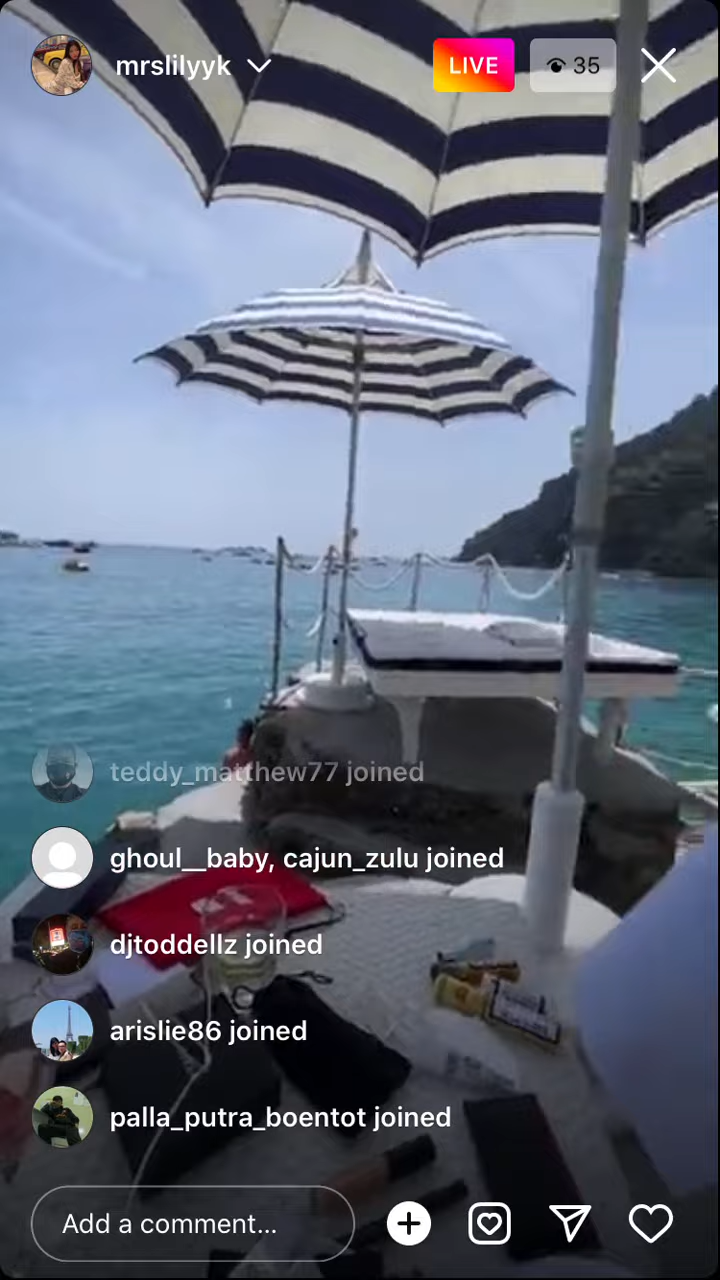 mrslilyyk
LIVE
35
teddy_matthew77 joined
ghoul__baby, cajun_zulu joined
djtoddellz joined
arislie86 joined
palla_putra_boentot joined
Add a comment...